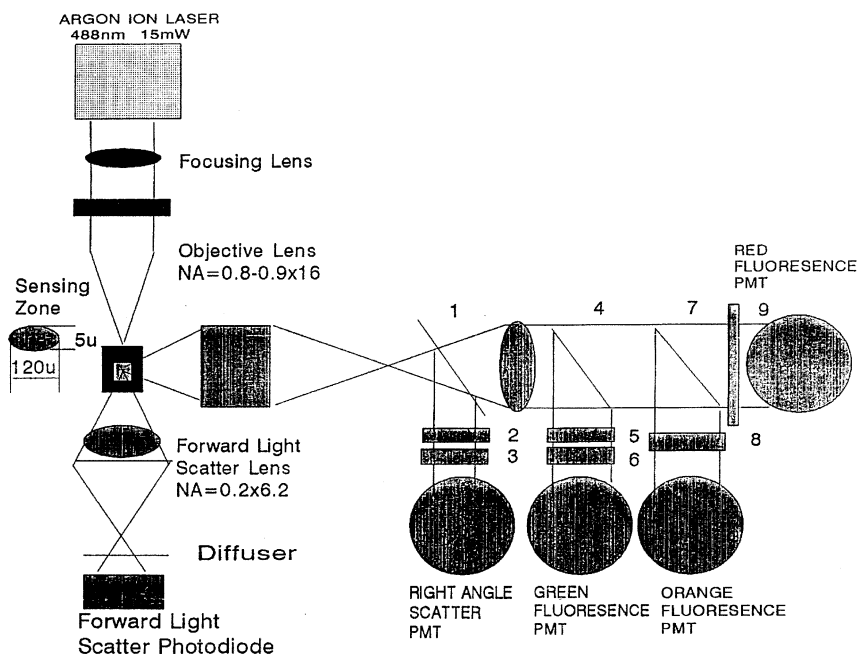 ARGON ION LASER
488nm 15mW
Focusing Lens
Objective Lens
NA=0.8-0.9x16
Sensing
Zone
5u
120u
Forward Light
Scatter Lens
NA=0.2x6.2
Diffuser
Forward Light
Scatter Photodiode
1
2
3
4
5
6
7
8
9
RED
FLUORESENCE
PMT
RIGHT ANGLE
SCATTER
PMT
GREEN
FLUORESENCE
PMT
ORANGE
FLUORESENCE
PMT